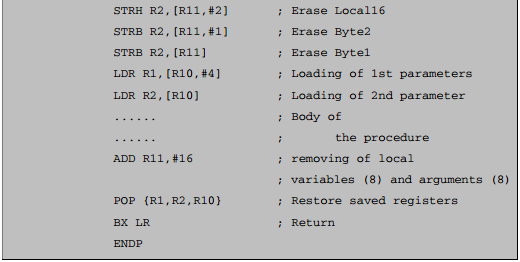 STRH R2,[R11,#2] ; Erase Local16
STRB R2,[R11,#1] ; Erase Byte2
STRB R2,[R11] ; Erase Byte1
LDR R1,[R10,#4] ; Loading of 1st parameters
LDR R2,[R10] ; Loading of 2nd parameter
...... ; Body of
...... ; the procedure
ADD R11,#16 ; removing of local
; variables (8) and arguments (8)
POP {R1,R2,R10} ; Restore saved registers
BX LR ; Return
ENDP